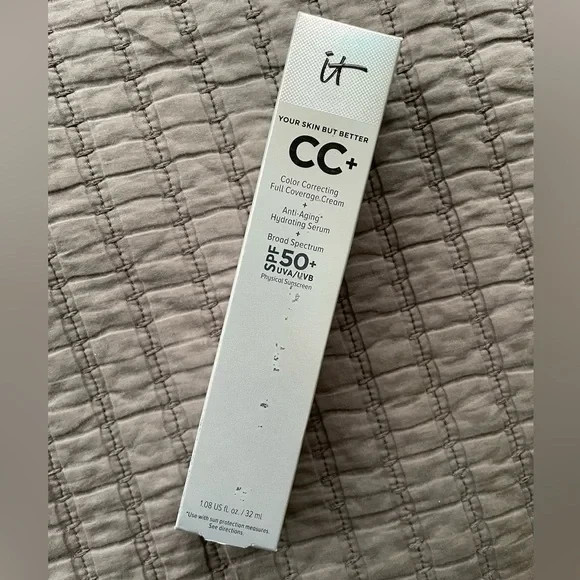 it
YOUR SKIN BUT BETTER
CC+
Color Correcting
Full Coverage Cream
+
Anti-Aging*
Hydrating Serum
+
Broad Spectrum
SPF 50+
UVA/UVB
Physical Sunscreen
1.08 US fl. oz. / 32 ml
*Use with sun protection measures.
See directions.